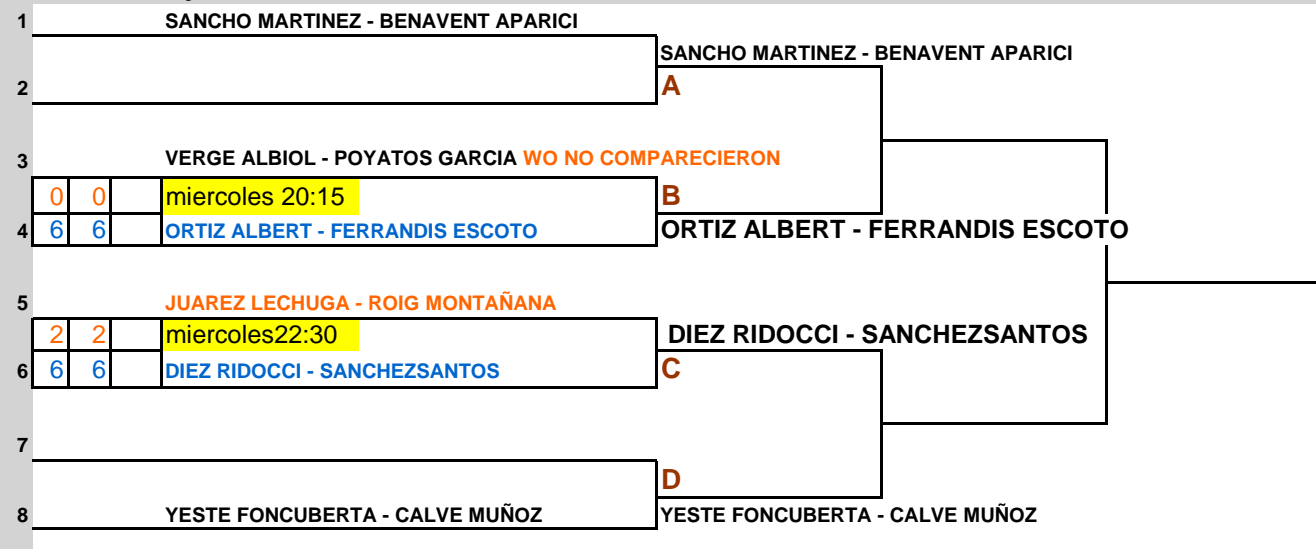 1 SANCHO MARTINEZ - BENAVENT APARICI
SANCHO MARTINEZ - BENAVENT APARICI
2 A
3 VERGE ALBIOL - POYATOS GARCIA WO NO COMPARECIERON
0 0 miercoles 20:15 B
4 6 6 ORTIZ ALBERT - FERRANDIS ESCOTO ORTIZ ALBERT - FERRANDIS ESCOTO
5 JUAREZ LECHUGA - ROIG MONTAÑANA
2 2 miercoles22:30 DIEZ RIDOCCI - SANCHEZSANTOS
6 6 6 DIEZ RIDOCCI - SANCHEZSANTOS C
7
D
8 YESTE FONCUBERTA - CALVE MUÑOZ YESTE FONCUBERTA - CALVE MUÑOZ